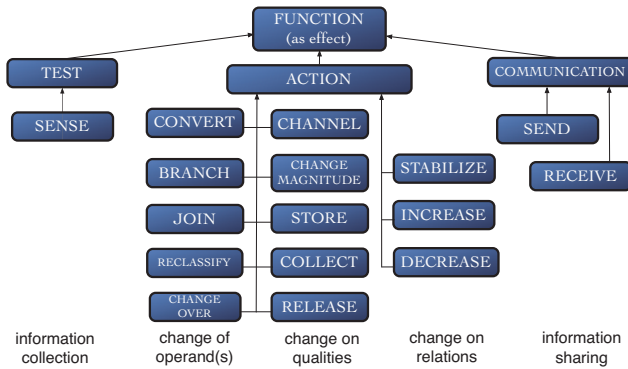 FUNCTION
(as effect)
TEST
ACTION
COMMUNICATION
SENSE
CONVERT
CHANNEL
SEND
BRANCH
CHANGE
MAGNITUDE
STABILIZE
RECEIVE
JOIN
STORE
INCREASE
RECLASSIFY
COLLECT
DECREASE
CHANGE
OVER
RELEASE
information
collection
change of
operand(s)
change on
qualities
change on
relations
information
sharing